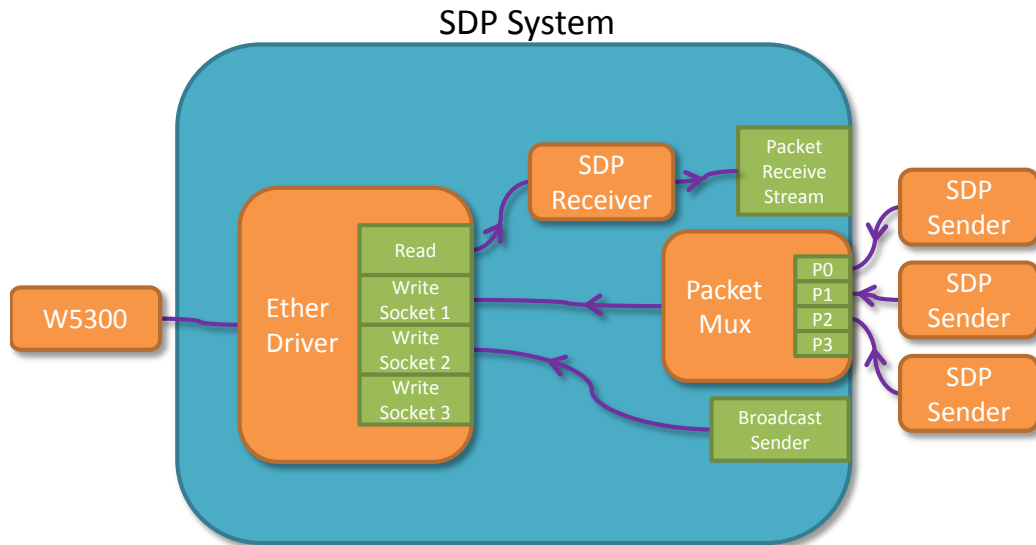 SDP System
W5300
Ether
Driver
Read
Write
Socket 1
Write
Socket 2
Write
Socket 3
SDP
Receiver
Packet
Receive
Stream
Packet
Mux
P0
P1
P2
P3
Broadcast
Sender
SDP
Sender
SDP
Sender
SDP
Sender